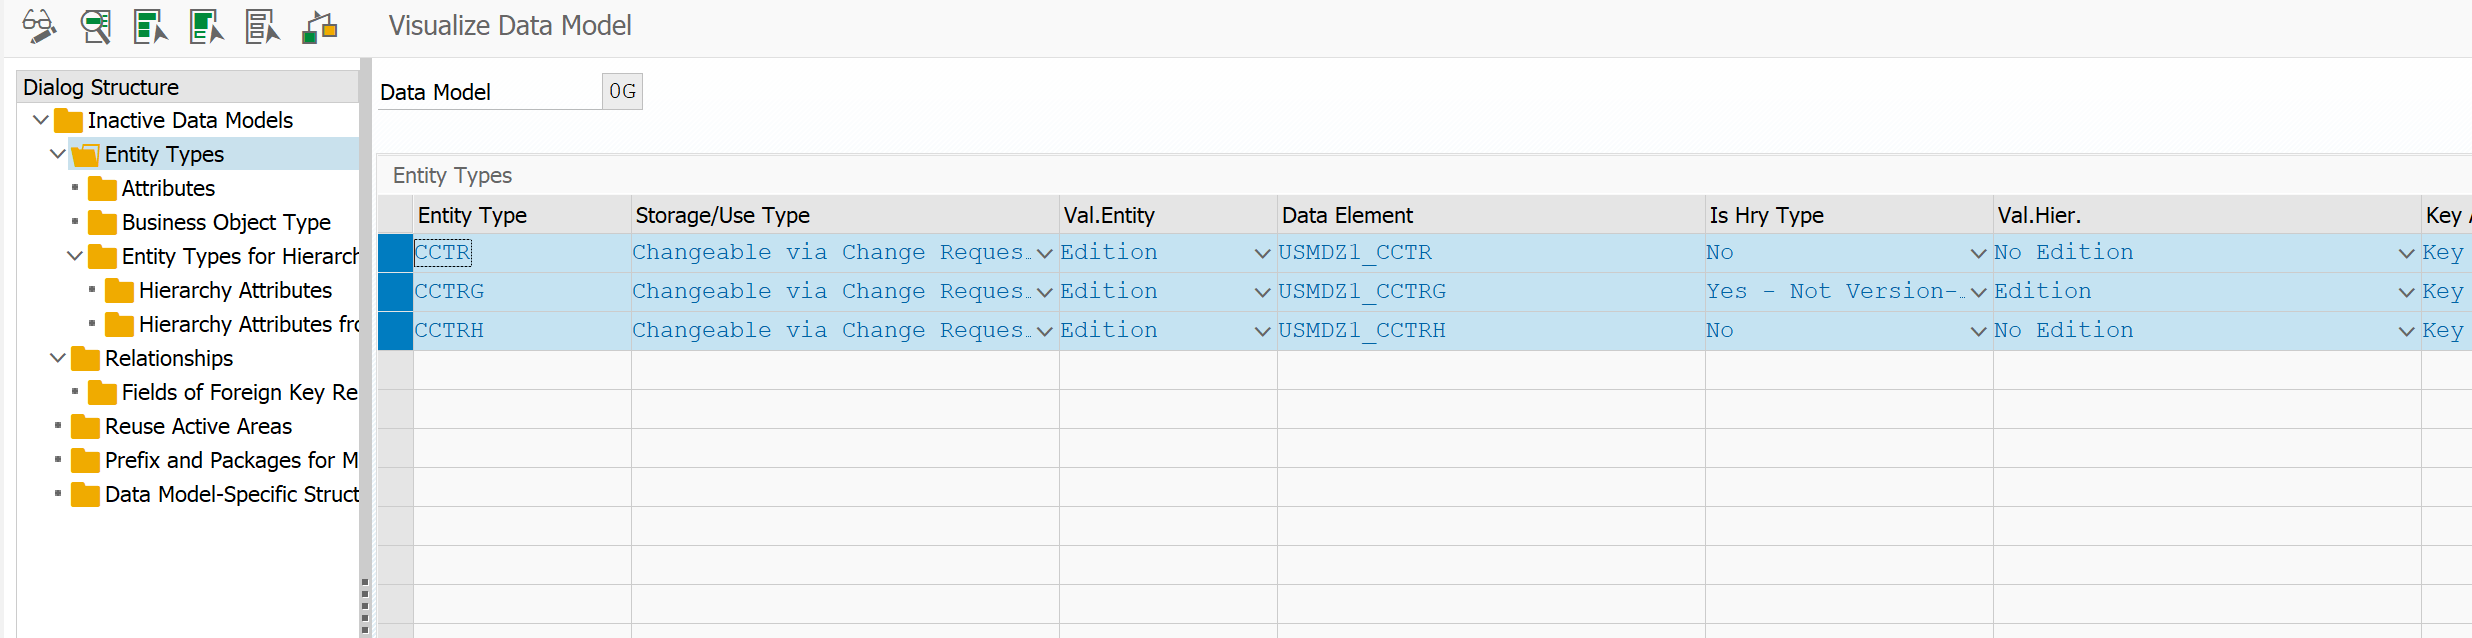 Visualize Data Model
Dialog Structure
Inactive Data Models
Entity Types
Attributes
Business Object Type
Entity Types for Hierarch
Hierarchy Attributes
Hierarchy Attributes fro
Relationships
Fields of Foreign Key Re
Reuse Active Areas
Prefix and Packages for M
Data Model-Specific Struct
Data Model 0G
Entity Types
Entity Type Storage/Use Type Val.Entity Data Element Is Hry Type Val.Hier. Key A
CCTR Changeable via Change Reques… Edition USMDZ1_CCTR No No Edition Key
CCTRG Changeable via Change Reques… Edition USMDZ1_CCTRG Yes - Not Version-… Edition Key
CCTRH Changeable via Change Reques… Edition USMDZ1_CCTRH No No Edition Key